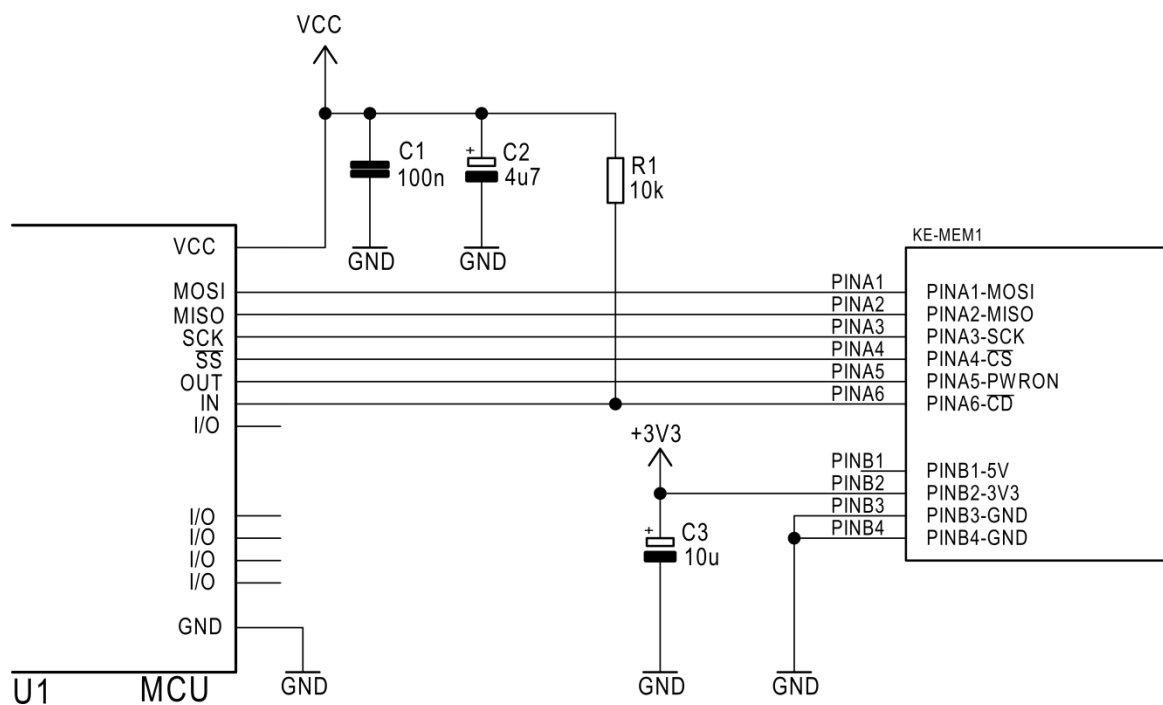 VCC
C1
100n
C2
4u7
R1
10k
GND
GND
KE-MEM1
VCC
MOSI
MISO
SCK
SS
OUT
IN
I/O
PINA1
PINA2
PINA3
PINA4
PINA5
PINA6
PINA1-MOSI
PINA2-MISO
PINA3-SCK
PINA4-CS
PINA5-PWRON
PINA6-CD
+3V3
PINB1
PINB2
PINB3
PINB4
PINB1-5V
PINB2-3V3
PINB3-GND
PINB4-GND
I/O
I/O
I/O
I/O
+
+
C3
10u
GND
GND
GND
GND
U1
MCU